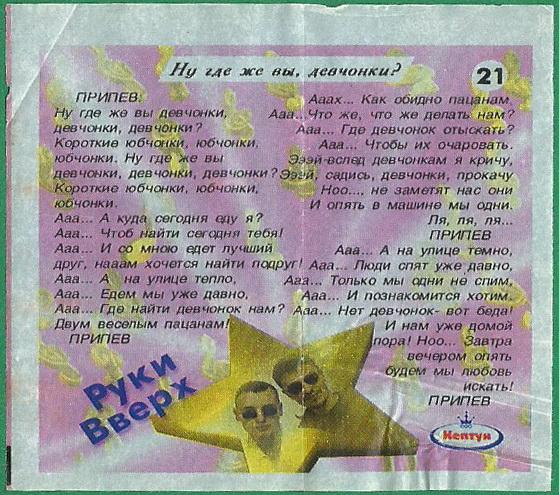 Ну где же вы, девчонки?
21
ПРИПЕВ:
Ну где же вы девчонки,
девчонки, девчонки?
Короткие юбчонки, юбчонки,
юбчонки. Ну где же вы
девчонки, девчонки, девчонки?
Короткие юбчонки, юбчонки,
юбчонки.
Ааа... А куда сегодня еду я?
Ааа... Чтоб найти сегодня тебя!
Ааа... И со мною едет лучший
друг, нааам хочется найти подруг!
Ааа... А на улице тепло,
Ааа... Едем мы уже давно,
Ааа... Где найти девчонок нам?
Двум веселым пацанам!
ПРИПЕВ
Ааах... Как обидно пацанам,
Ааа...Что же, что же делать нам?
Ааа... Где девчонок отыскать?
Ааа... Чтобы их очаровать.
Эээй-вслед девчонкам я кричу,
Эээй, садись, девчонки, прокачу
Ноо..., не заметят нас они
И опять в машине мы одни.
Ля, ля, ля...
ПРИПЕВ
Ааа... А на улице темно,
Ааа... Люди спят уже давно,
Ааа... Только мы одни не спим,
Ааа... И познакомится хотим.
Ааа... Нет девчонок- вот беда!
И нам уже домой
пора! Ноо... Завтра
вечером опять
будем мы любовь
искать!
ПРИПЕВ
Руки
Вверх
Нептун